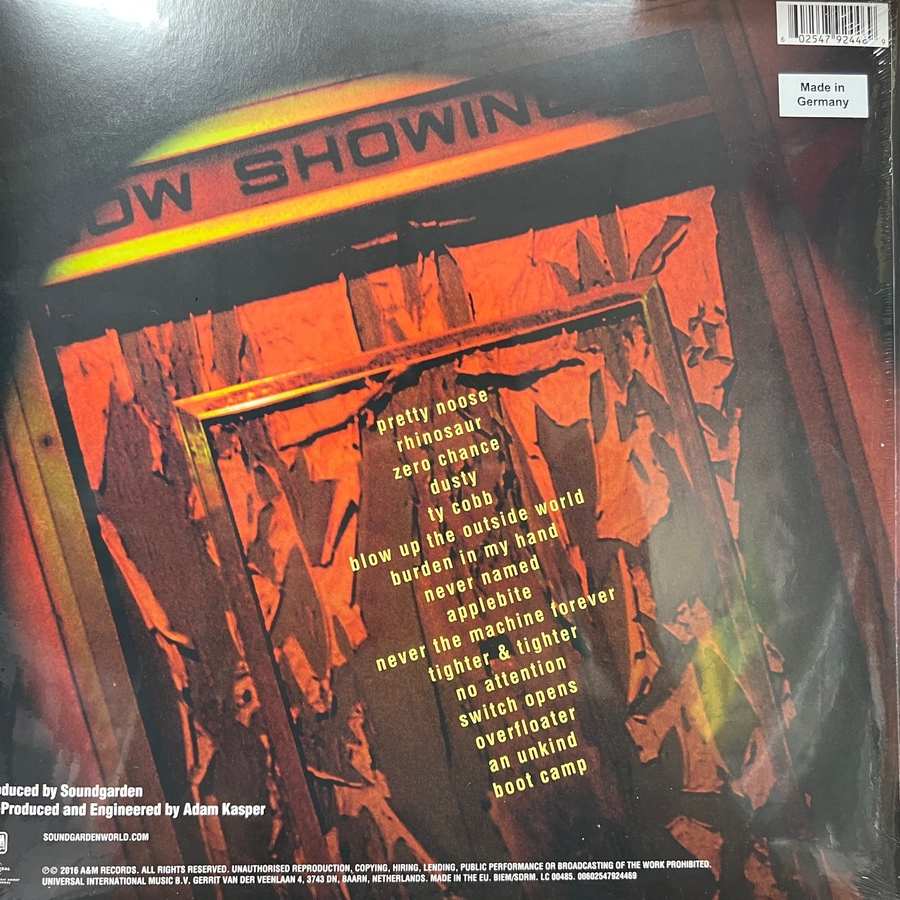 6 02547 92446 9
Made in
Germany
OW SHOWING
pretty noose
rhinosaur
zero chance
dusty
ty cobb
blow up the outside world
burden in my hand
never named
applebite
never the machine forever
tighter & tighter
no attention
switch opens
overfloater
an unkind
boot camp
oduced by Soundgarden
-Produced and Engineered by Adam Kasper
SOUNDGARDENWORLD.COM
℗© 2016 A&M RECORDS. ALL RIGHTS RESERVED. UNAUTHORISED REPRODUCTION, COPYING, HIRING, LENDING, PUBLIC PERFORMANCE OR BROADCASTING OF THE WORK PROHIBITED.
UNIVERSAL INTERNATIONAL MUSIC B.V. GERRIT VAN DER VEENLAAN 4, 3743 DN, BAARN, NETHERLANDS. MADE IN THE EU. BIEM/SDRM. LC 00485. 00602547924469